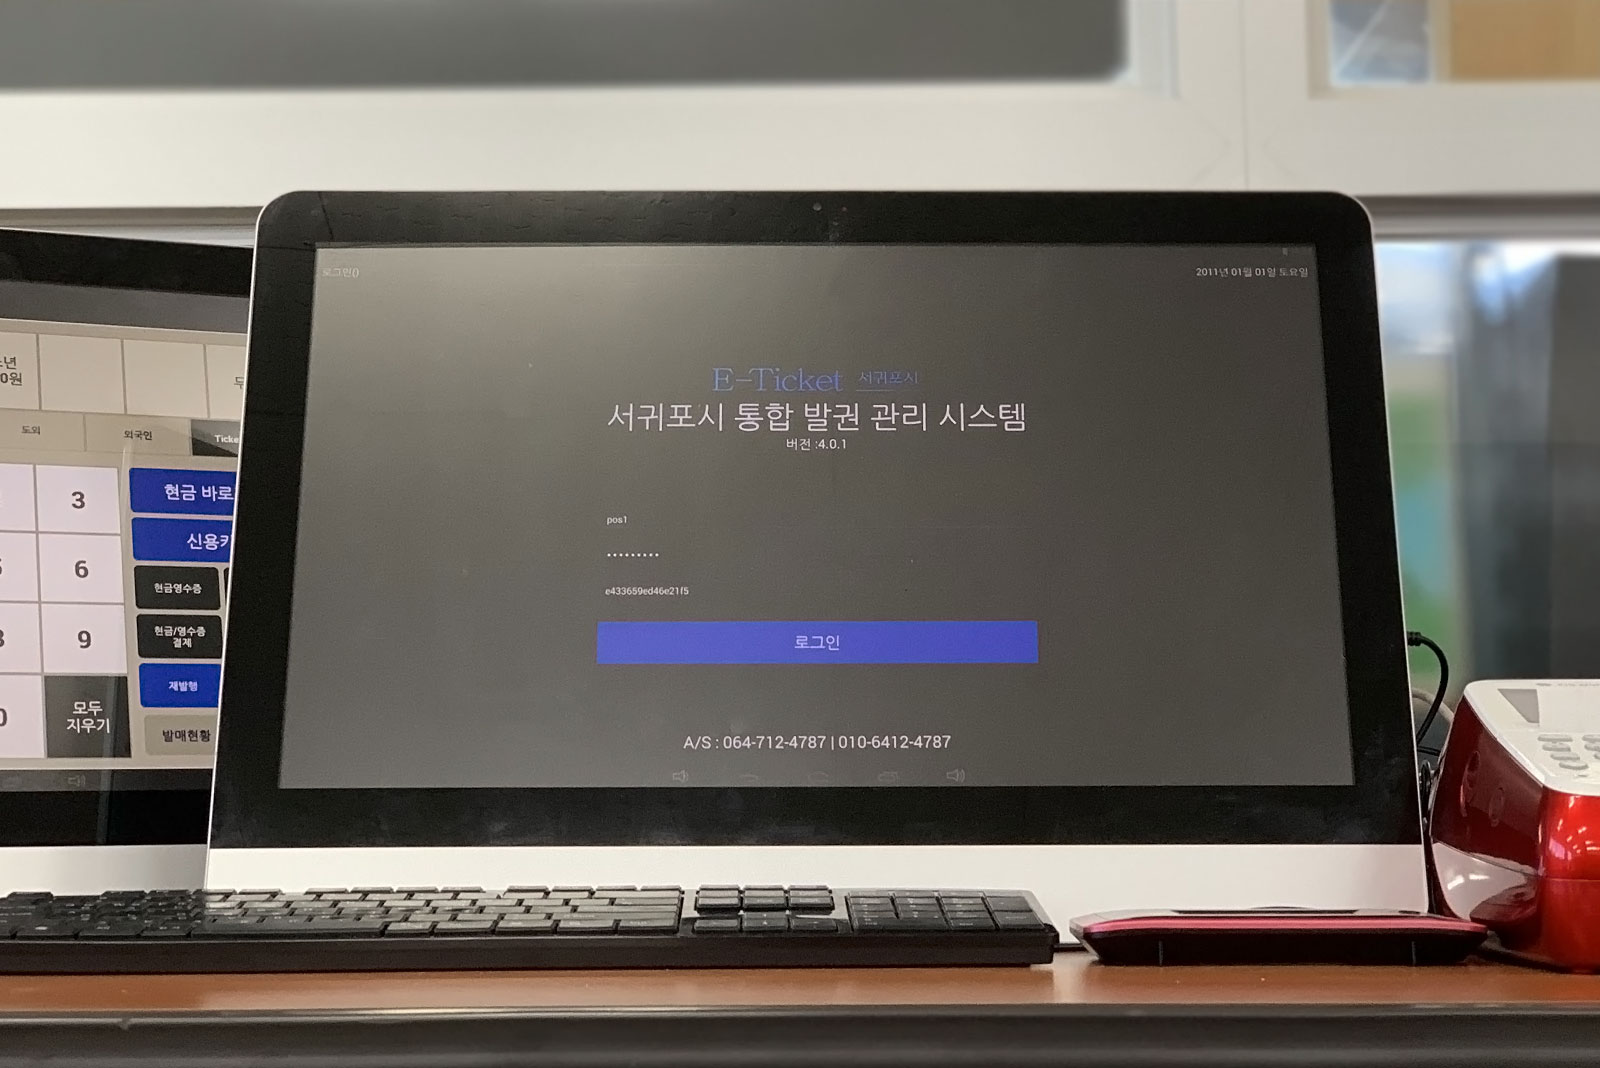 로그인()
2011년 01월 01일 토요일
E-Ticket 서귀포시
서귀포시 통합 발권 관리 시스템
버전 :4.0.1
pos1
•••••••••
e433659ed46e21f5
로그인
A/S : 064-712-4787 | 010-6412-4787
0원
도외
외국인
Ticke
3
6
9
0
모두
지우기
현금 바로
신용카
현금영수증
현금/영수증
결제
재발행
발매현황